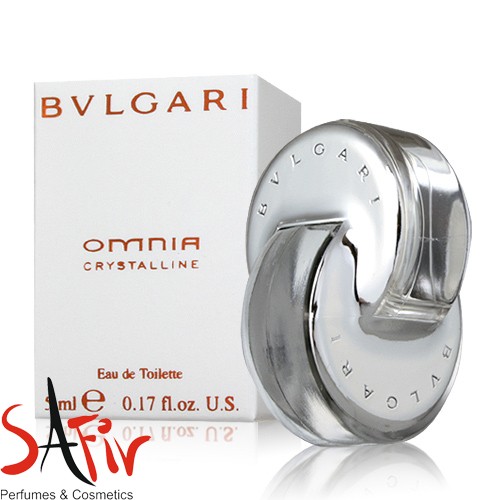 BVLGARI
OMNIA
CRYSTALLINE
Eau de Toilette
5ml e 0.17 fl.oz. U.S.
BVLGARI
BVLGARI
SAFIR
Perfumes & Cosmetics